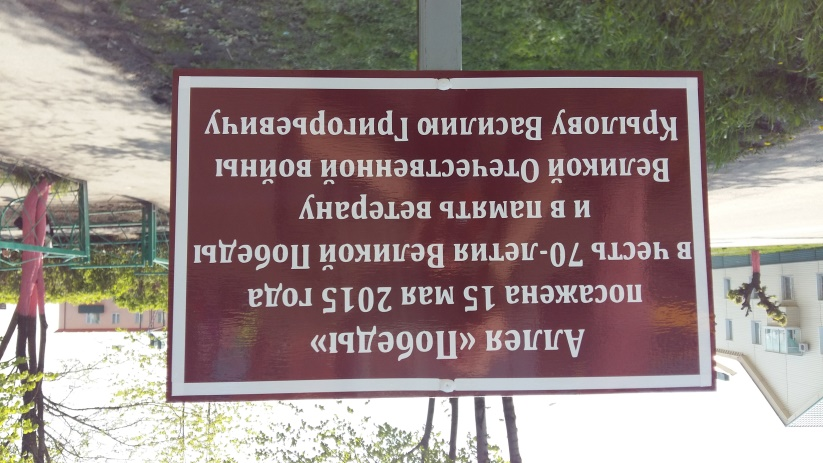 Аллея «Победы»
посажена 15 мая 2015 года
в честь 70-летия Великой Победы
и в память ветерану
Великой Отечественной войны
Крылову Василию Григорьевичу